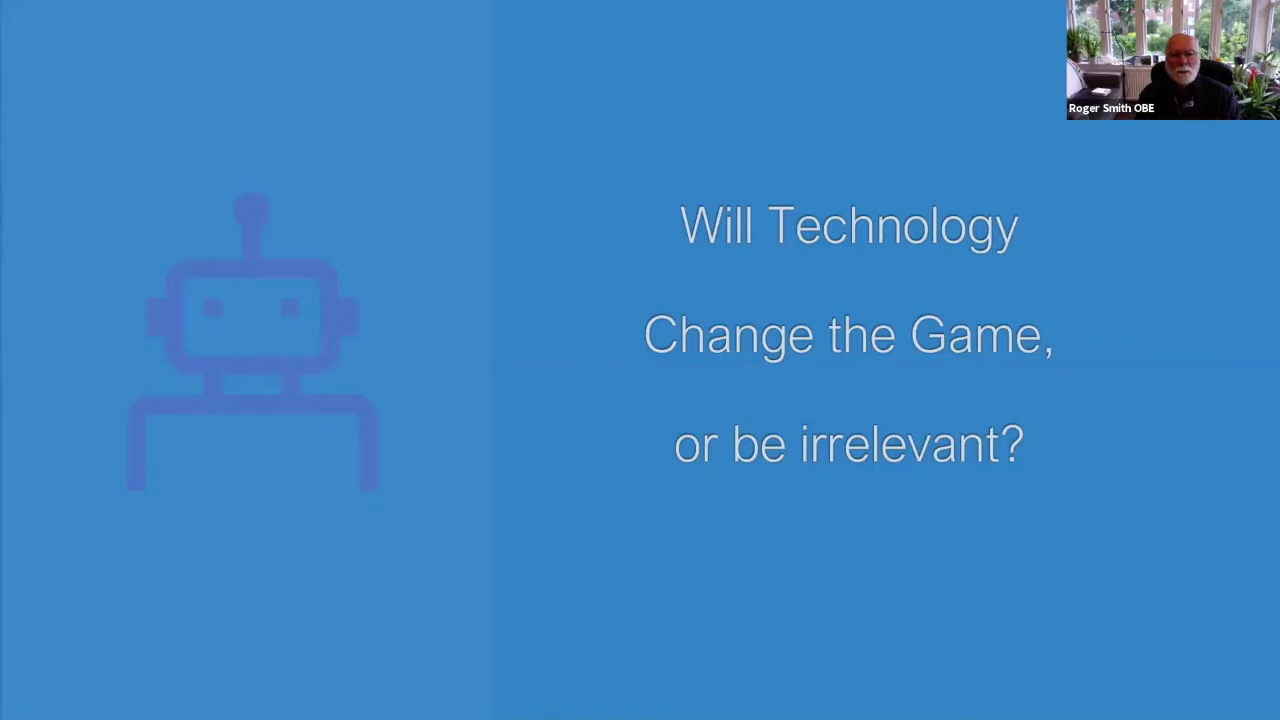 Roger Smith OBE
Will Technology
Change the Game,
or be irrelevant?